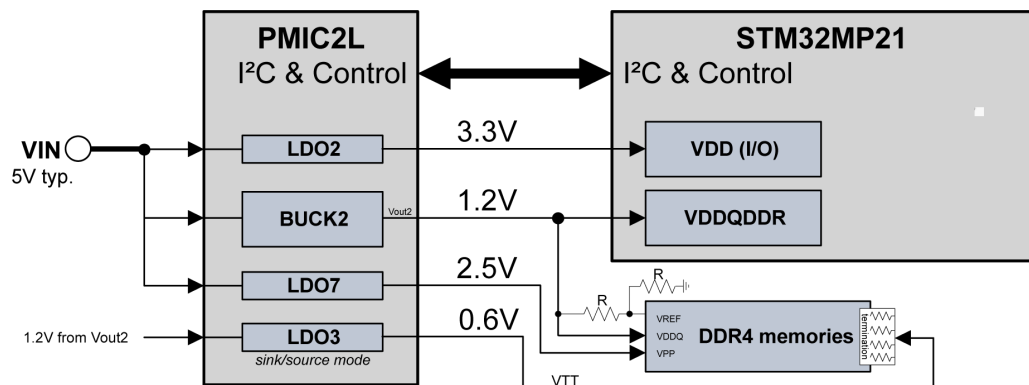 PMIC2L
I²C & Control
STM32MP21
I²C & Control
VIN
5V typ.
LDO2
3.3V
VDD (I/O)
BUCK2
Vout2
1.2V
VDDQDDR
LDO7
2.5V
R
R
1.2V from Vout2
LDO3
sink/source mode
0.6V
VREF
VDDQ
VPP
DDR4 memories
termination
VTT